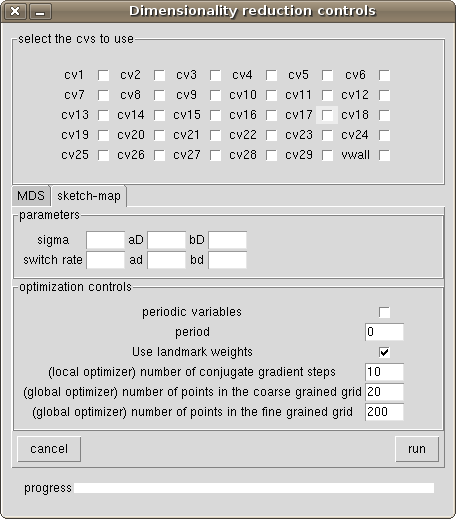 Dimensionality reduction controls
select the cvs to use
cv1 cv2 cv3 cv4 cv5 cv6
cv7 cv8 cv9 cv10 cv11 cv12
cv13 cv14 cv15 cv16 cv17 cv18
cv19 cv20 cv21 cv22 cv23 cv24
cv25 cv26 cv27 cv28 cv29 vwall
MDS sketch-map
parameters
sigma aD bD
switch rate ad bd
optimization controls
periodic variables
period 0
Use landmark weights
(local optimizer) number of conjugate gradient steps 10
(global optimizer) number of points in the coarse grained grid 20
(global optimizer) number of points in the fine grained grid 200
cancel run
progress